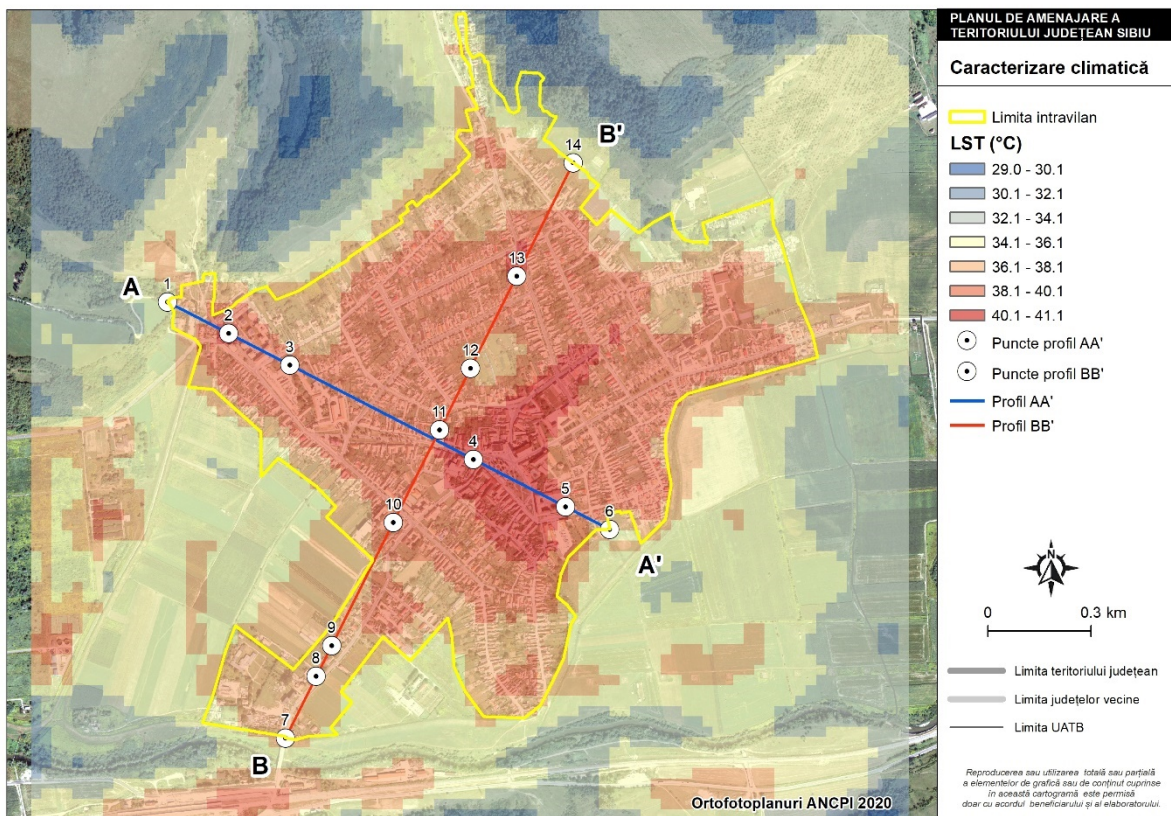 PLANUL DE AMENAJARE A
TERITORIULUI JUDEȚEAN SIBIU
Caracterizare climatică
Limita intravilan
LST (°C)
29.0 - 30.1
30.1 - 32.1
32.1 - 34.1
34.1 - 36.1
36.1 - 38.1
38.1 - 40.1
40.1 - 41.1
Puncte profil AA'
Puncte profil BB'
Profil AA'
Profil BB'
N
0 0.3 km
Limita teritoriului județean
Limita județelor vecine
Limita UATB
Reproducerea sau utilizarea totală sau parțială
a elementelor de grafică sau de conținut cuprinse
în această cartogramă este permisă
doar cu acordul beneficiarului și al elaboratorului.
B'
14
13
A
1
2
3
12
11
4
5
6
A'
10
9
8
7
B
Ortofotoplanuri ANCPI 2020